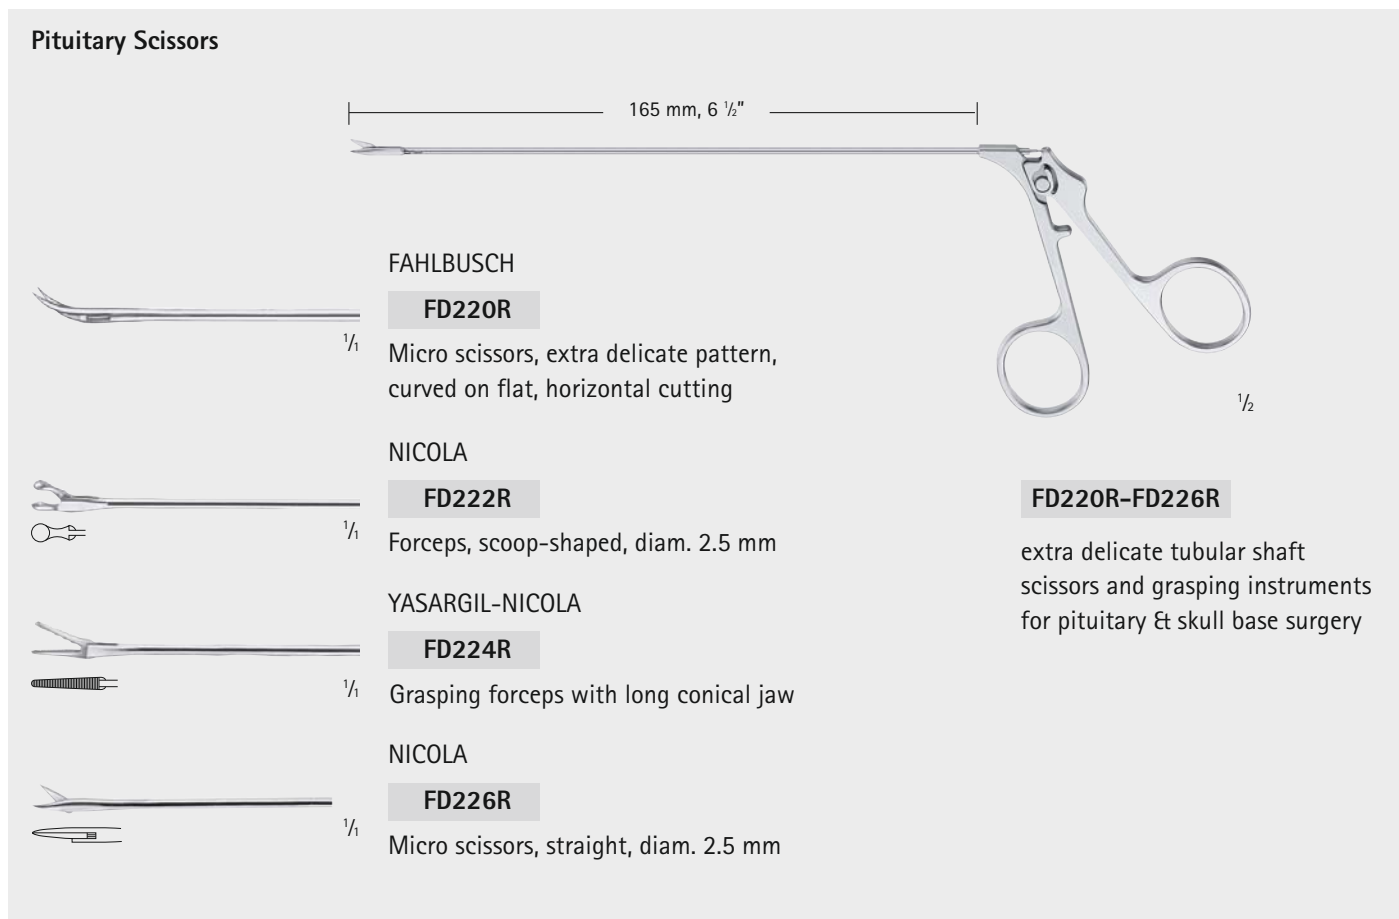 Pituitary Scissors
165 mm, 6 ½"
FAHLBUSCH
FD220R
1/1
Micro scissors, extra delicate pattern,
curved on flat, horizontal cutting
1/2
NICOLA
FD222R
1/1
Forceps, scoop-shaped, diam. 2.5 mm
YASARGIL-NICOLA
FD224R
1/1
Grasping forceps with long conical jaw
NICOLA
FD226R
1/1
Micro scissors, straight, diam. 2.5 mm
FD220R-FD226R
extra delicate tubular shaft
scissors and grasping instruments
for pituitary & skull base surgery